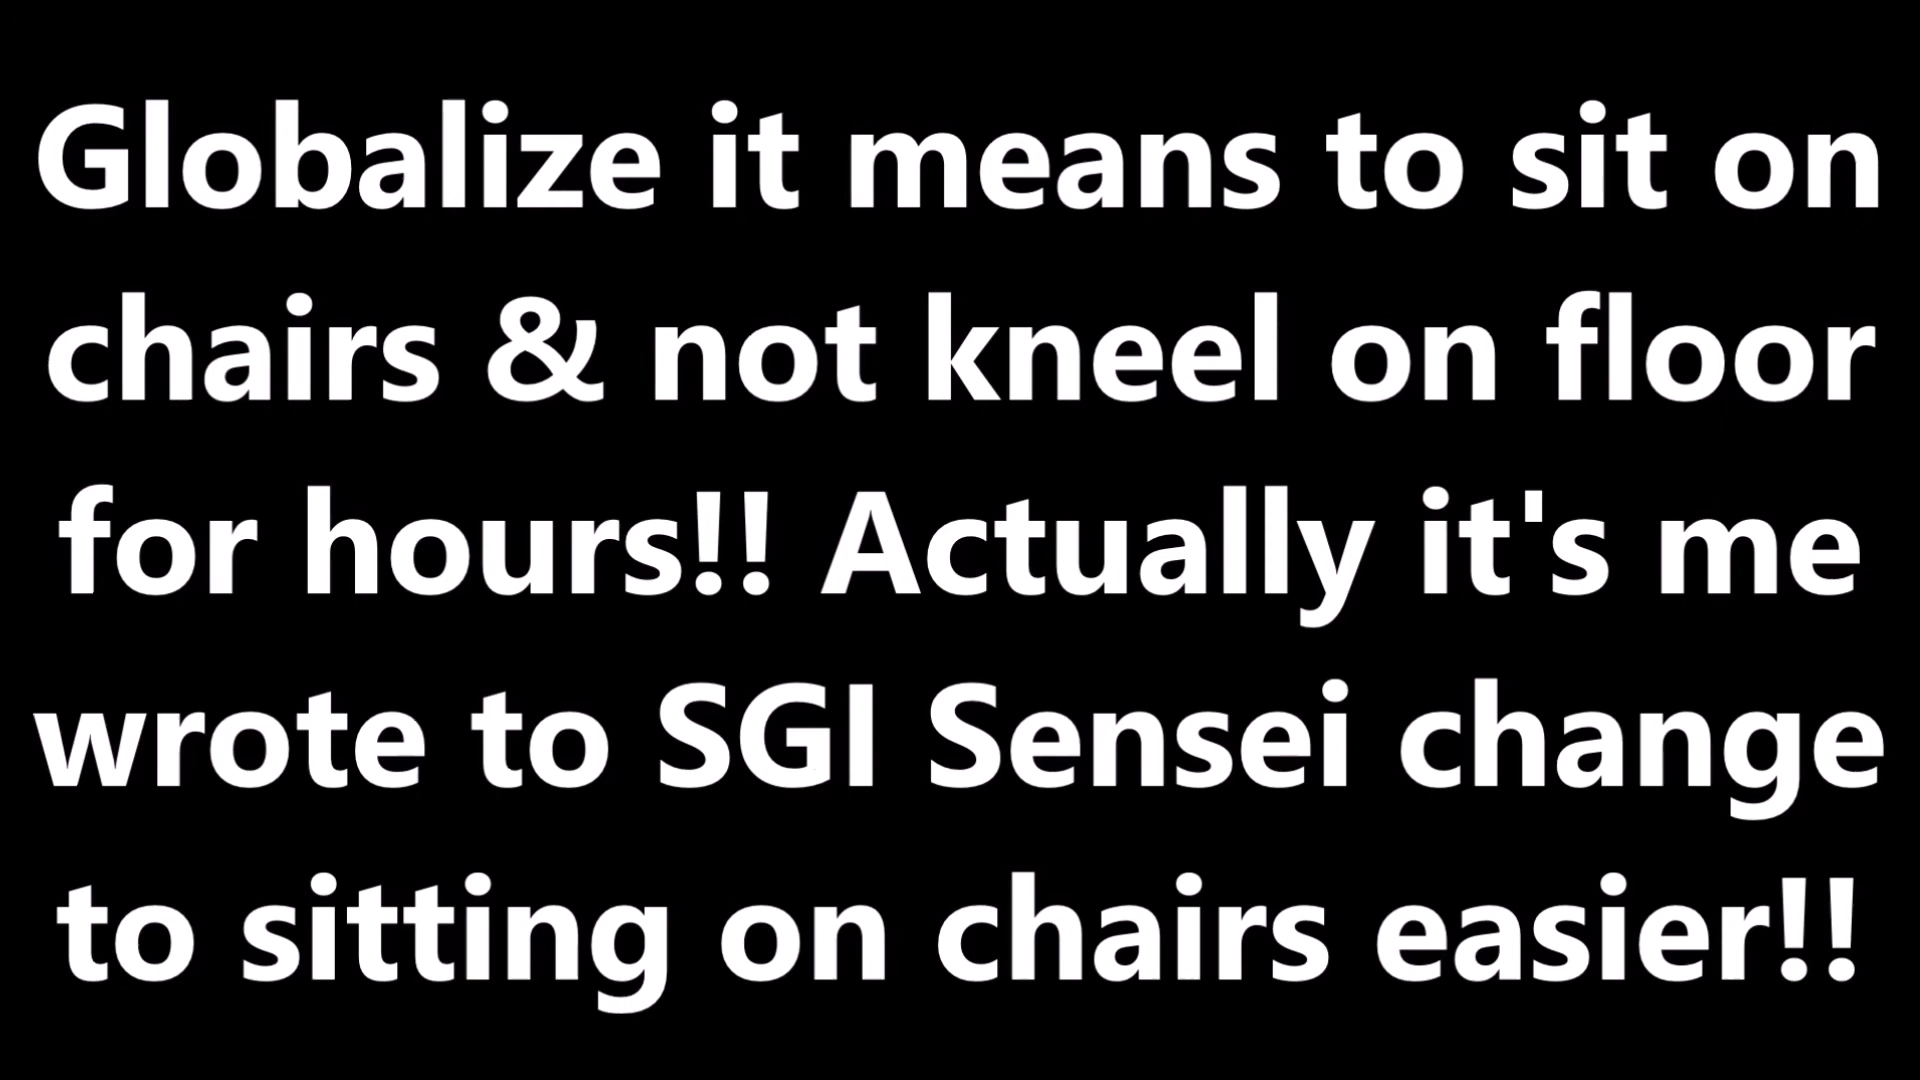 Globalize it means to sit on
chairs & not kneel on floor
for hours!! Actually it's me
wrote to SGI Sensei change
to sitting on chairs easier!!